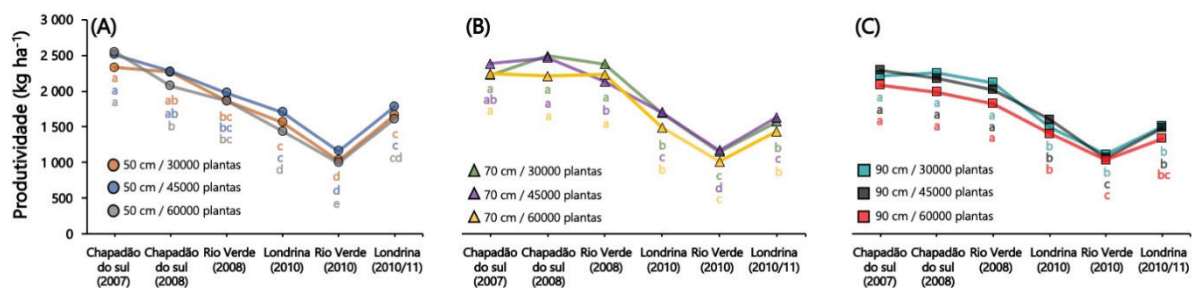 Produtividade (kg ha⁻¹)
3 000
2 500
2 000
1 500
1 000
500
0
(A)
a
a
a
ab
ab
b
bc
bc
bc
c
c
d
d
d
e
c
c
cd
50 cm / 30000 plantas
50 cm / 45000 plantas
50 cm / 60000 plantas
Chapadão
do sul
(2007)
Chapadão
do sul
(2008)
Rio Verde
(2008)
Londrina
(2010)
Rio Verde
(2010)
Londrina
(2010/11)
(B)
a
ab
a
a
a
a
a
b
a
b
c
b
c
d
c
b
c
b
70 cm / 30000 plantas
70 cm / 45000 plantas
70 cm / 60000 plantas
Chapadão
do sul
(2007)
Chapadão
do sul
(2008)
Rio Verde
(2008)
Londrina
(2010)
Rio Verde
(2010)
Londrina
(2010/11)
(C)
a
a
a
a
a
a
a
a
a
b
b
b
b
c
c
b
b
bc
90 cm / 30000 plantas
90 cm / 45000 plantas
90 cm / 60000 plantas
Chapadão
do sul
(2007)
Chapadão
do sul
(2008)
Rio Verde
(2008)
Londrina
(2010)
Rio Verde
(2010)
Londrina
(2010/11)